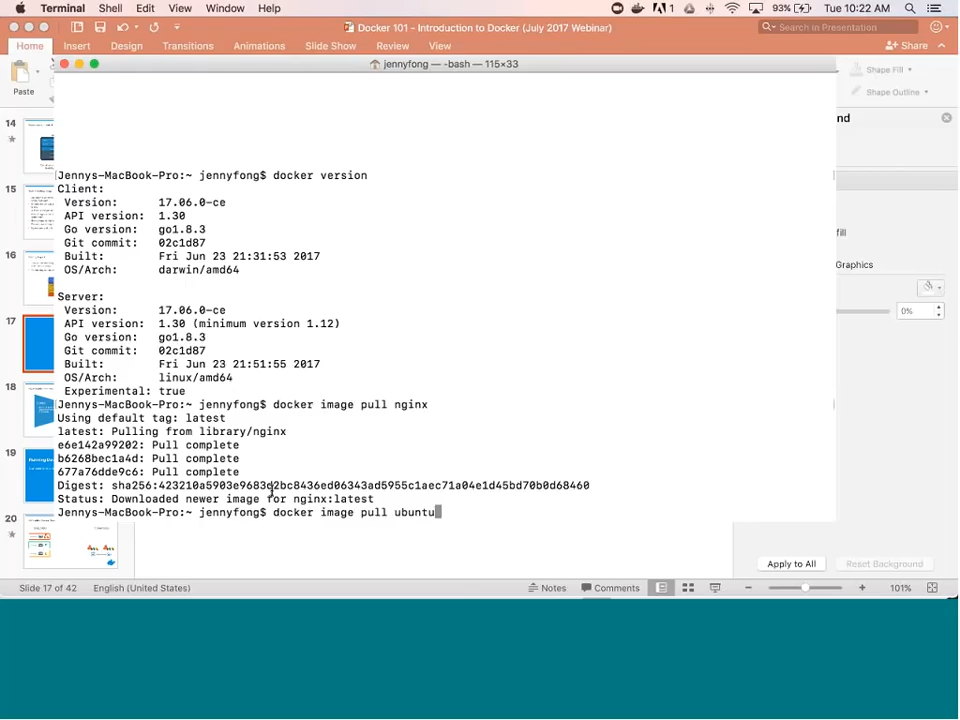 Terminal Shell Edit View Window Help 1 93% Tue 10:22 AM
Docker 101 - Introduction to Docker (July 2017 Webinar) Search in Presentation
Home Insert Design Transitions Animations Slide Show Review View Share
jennyfong — -bash — 115×33
Paste
Shape Fill
Shape Outline
nd
14
15
16
17
18
19
20
fill
Graphics
0%
Jennys-MacBook-Pro:~ jennyfong$ docker version
Client:
Version: 17.06.0-ce
API version: 1.30
Go version: go1.8.3
Git commit: 02c1d87
Built: Fri Jun 23 21:31:53 2017
OS/Arch: darwin/amd64
Server:
Version: 17.06.0-ce
API version: 1.30 (minimum version 1.12)
Go version: go1.8.3
Git commit: 02c1d87
Built: Fri Jun 23 21:51:55 2017
OS/Arch: linux/amd64
Experimental: true
Jennys-MacBook-Pro:~ jennyfong$ docker image pull nginx
Using default tag: latest
latest: Pulling from library/nginx
e6e142a99202: Pull complete
b6268bec1a4d: Pull complete
677a76dde9c6: Pull complete
Digest: sha256:423210a5903e9683d2bc8436ed06343ad5955c1aec71a04e1d45bd70b0d68460
Status: Downloaded newer image for nginx:latest
Jennys-MacBook-Pro:~ jennyfong$ docker image pull ubuntu
Apply to All Reset Background
Slide 17 of 42 English (United States) Notes Comments 101%